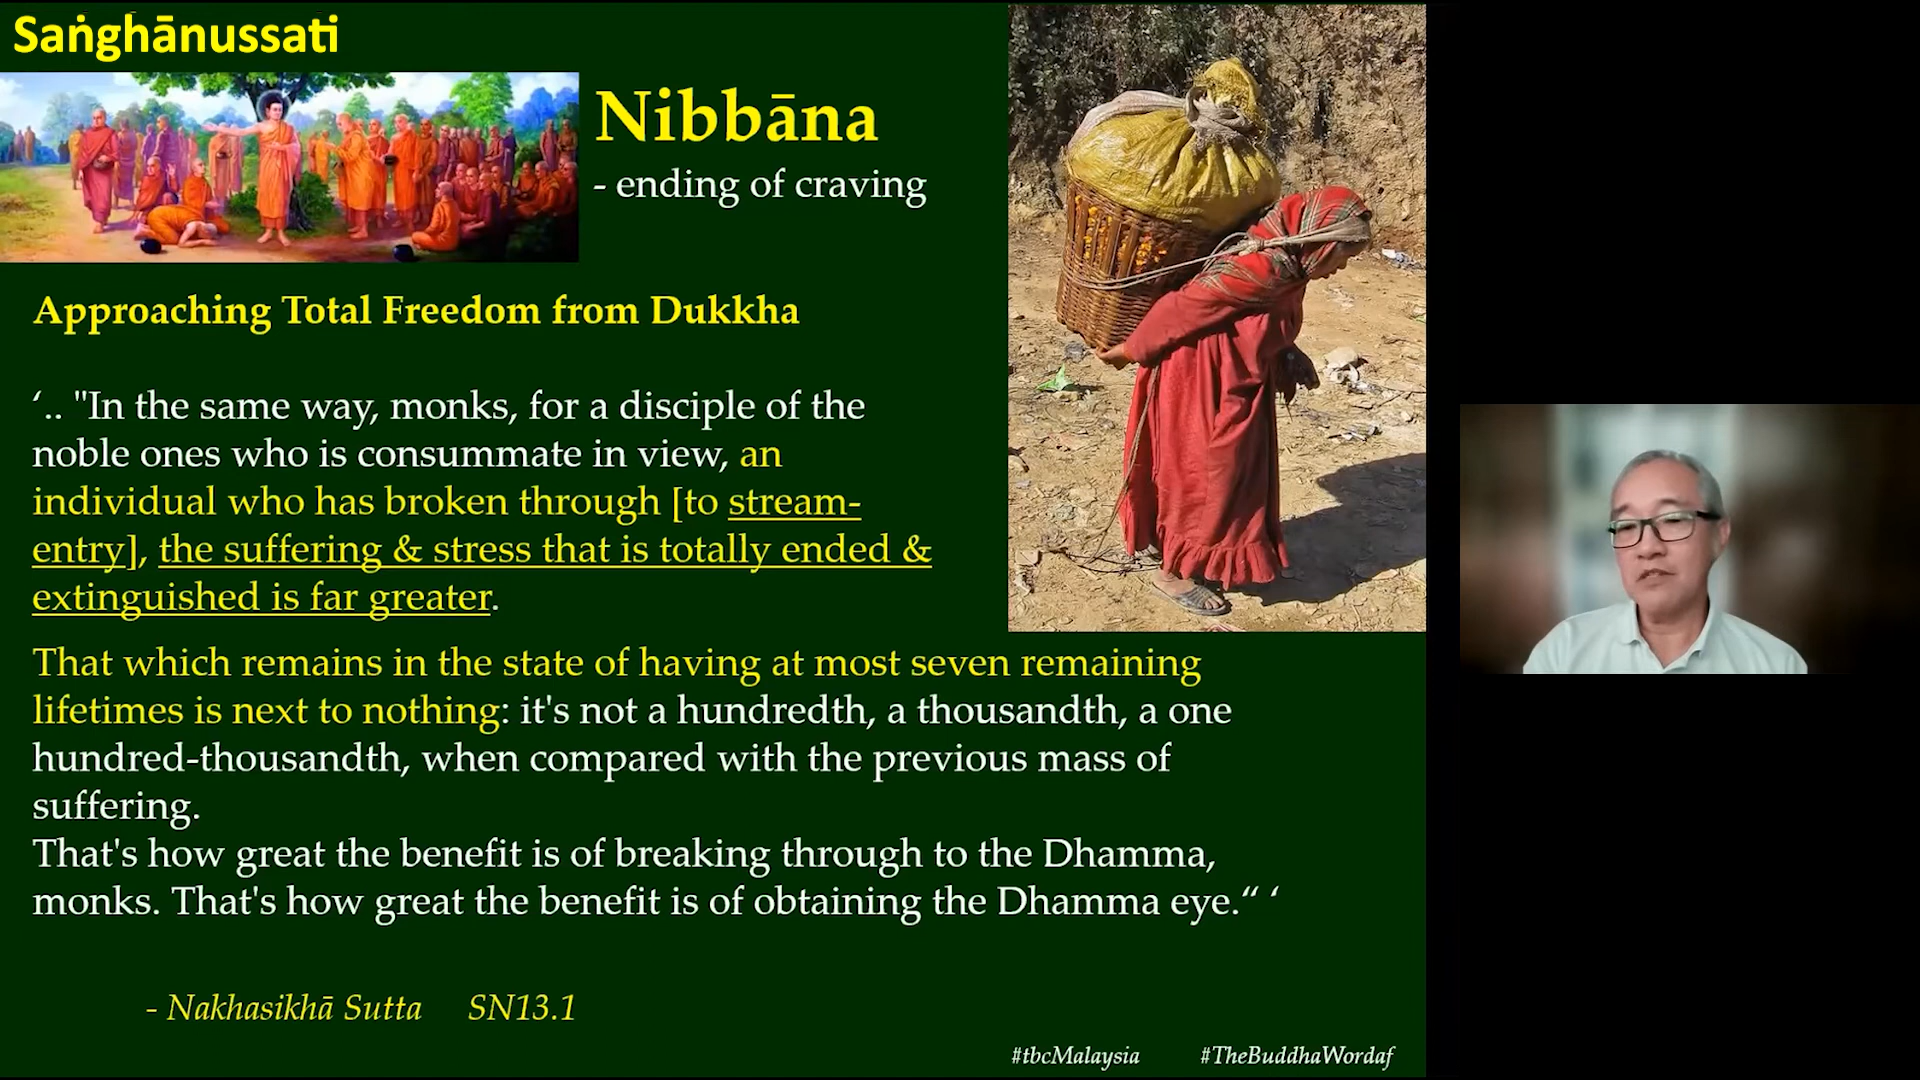 Saṅghānussati
Nibbāna
- ending of craving
Approaching Total Freedom from Dukkha
‘.. "In the same way, monks, for a disciple of the
noble ones who is consummate in view, an
individual who has broken through [to stream-
entry], the suffering & stress that is totally ended &
extinguished is far greater.
That which remains in the state of having at most seven remaining
lifetimes is next to nothing: it's not a hundredth, a thousandth, a one
hundred-thousandth, when compared with the previous mass of
suffering.
That's how great the benefit is of breaking through to the Dhamma,
monks. That's how great the benefit is of obtaining the Dhamma eye.“ ‘
- Nakhasikhā Sutta SN13.1
#tbcMalaysia #TheBuddhaWordaf